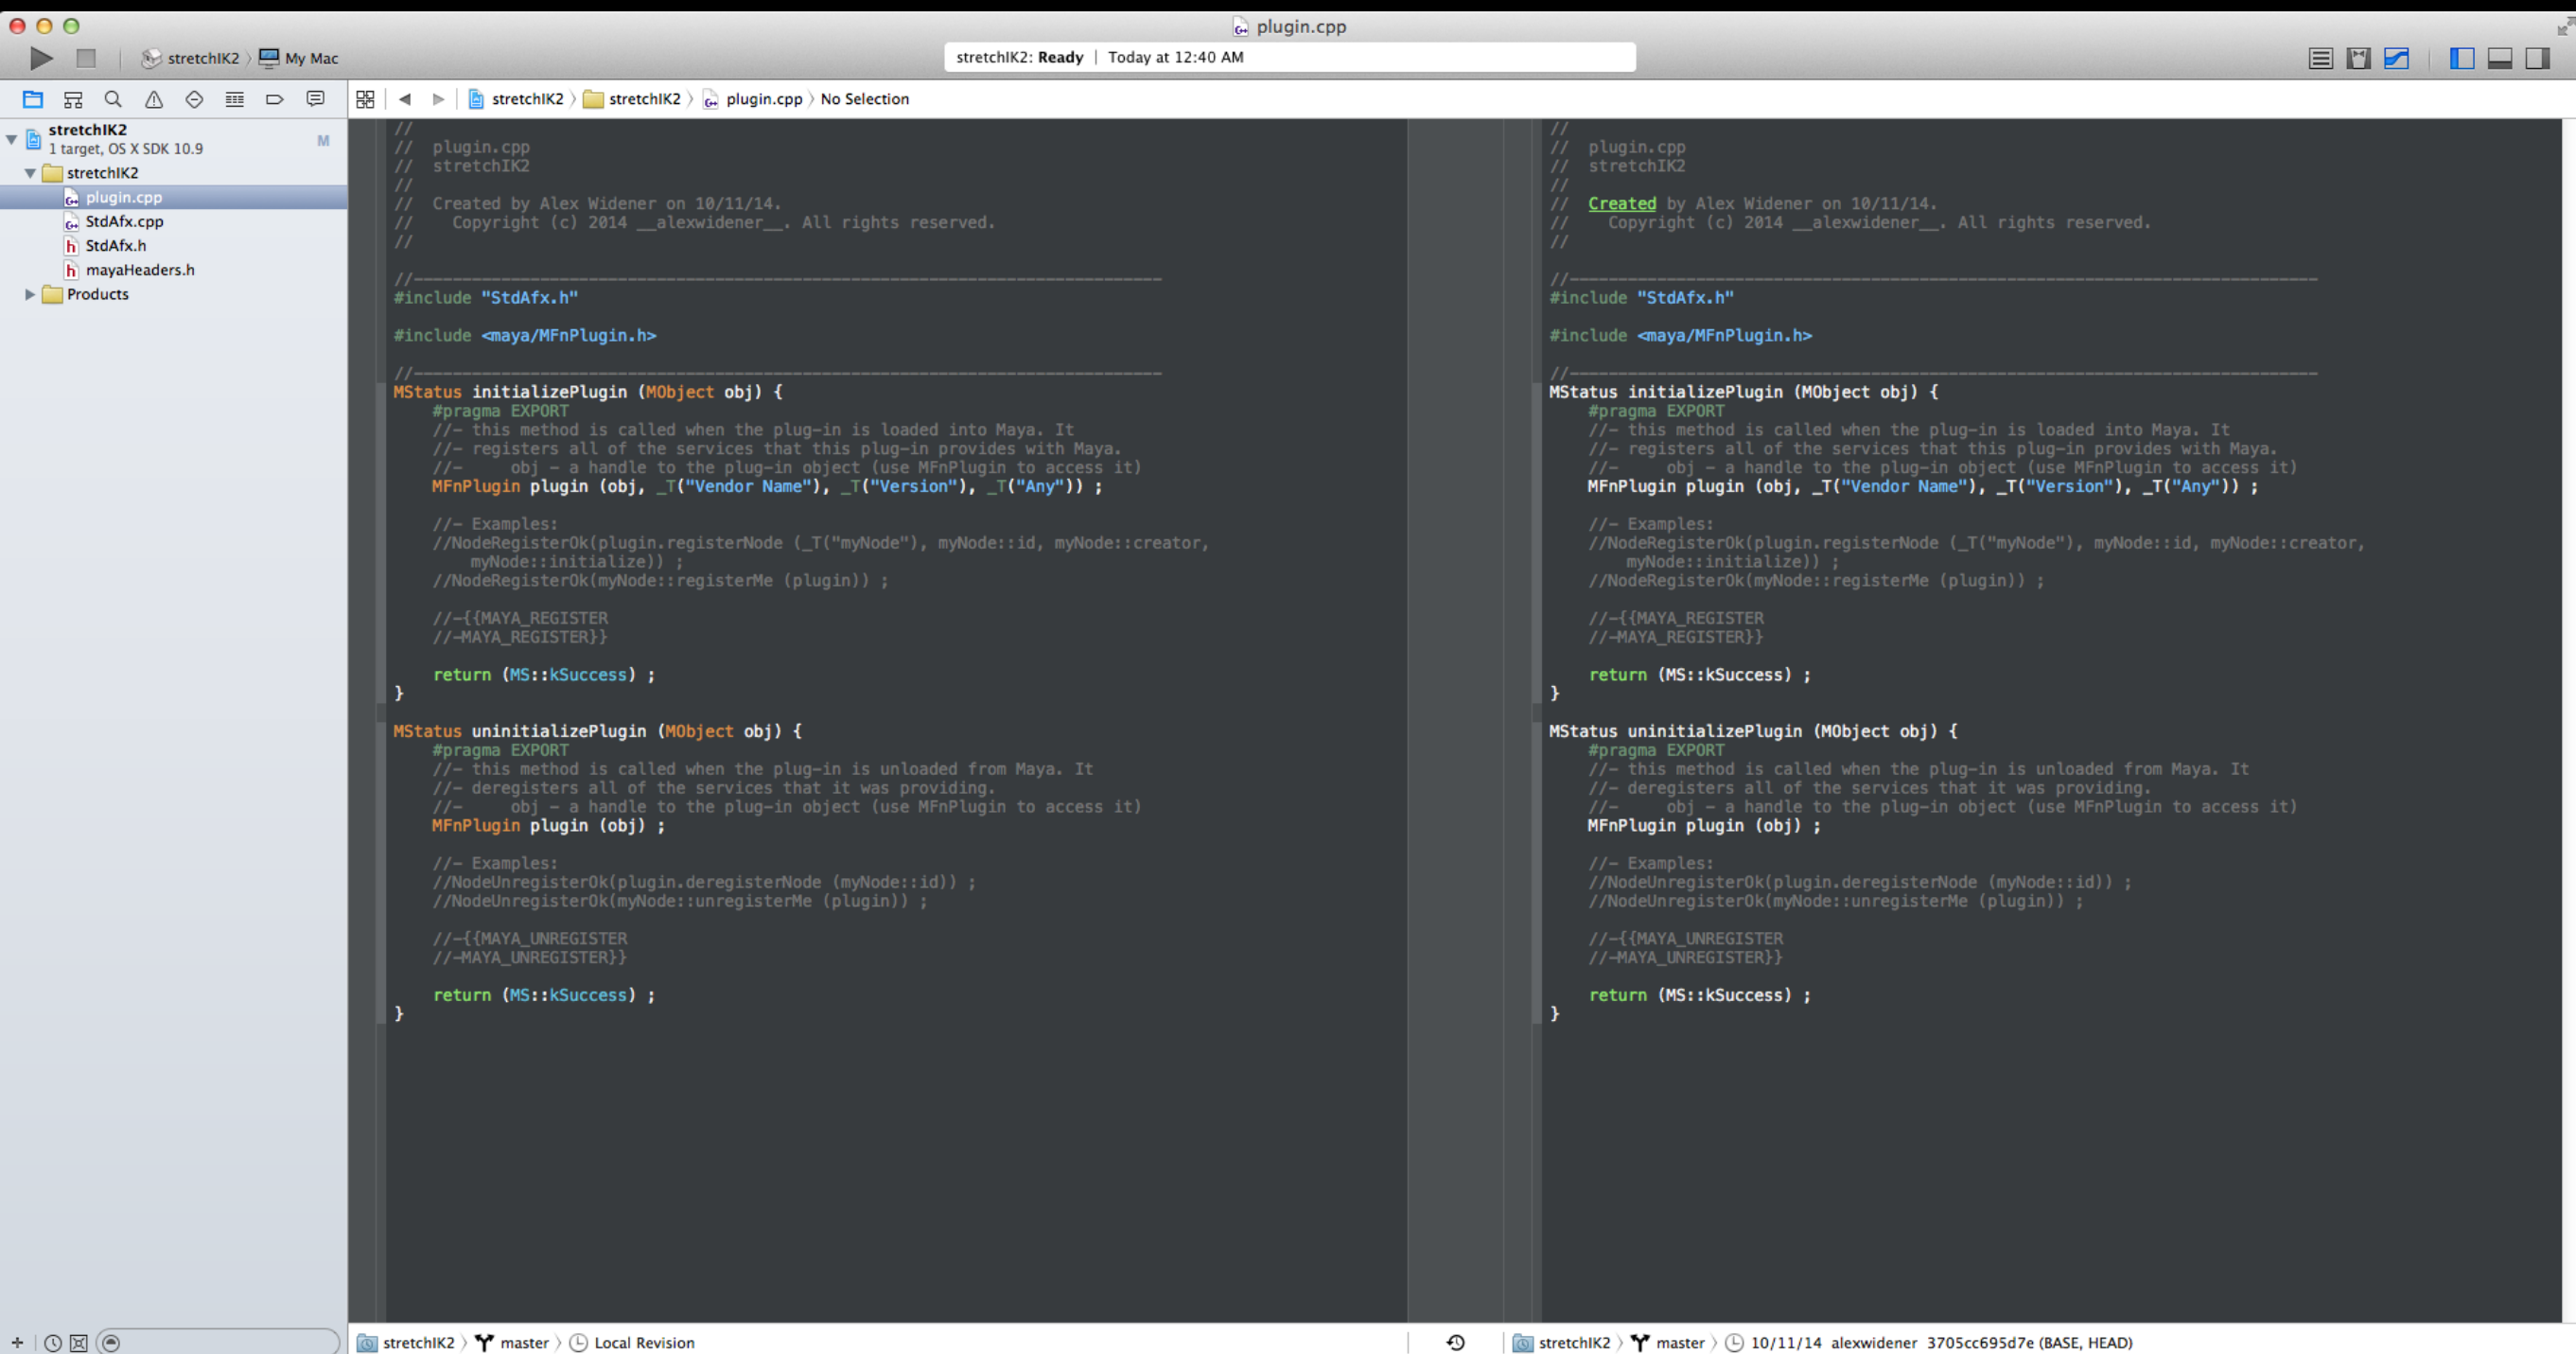 plugin.cpp
stretchIK2 My Mac
stretchIK2: Ready | Today at 12:40 AM
stretchIK2 stretchIK2 plugin.cpp No Selection
stretchIK2
1 target, OS X SDK 10.9
M
stretchIK2
plugin.cpp
StdAfx.cpp
h StdAfx.h
h mayaHeaders.h
Products
//
//  plugin.cpp
//  stretchIK2
//
//  Created by Alex Widener on 10/11/14.
//    Copyright (c) 2014 __alexwidener__. All rights reserved.
//
//-----------------------------------------------------------------------------
#include "StdAfx.h"
#include <maya/MFnPlugin.h>
//-----------------------------------------------------------------------------
MStatus initializePlugin (MObject obj) {
    #pragma EXPORT
    //- this method is called when the plug-in is loaded into Maya. It
    //- registers all of the services that this plug-in provides with Maya.
    //-     obj - a handle to the plug-in object (use MFnPlugin to access it)
    MFnPlugin plugin (obj, _T("Vendor Name"), _T("Version"), _T("Any")) ;
    //- Examples:
    //NodeRegisterOk(plugin.registerNode (_T("myNode"), myNode::id, myNode::creator,
        myNode::initialize)) ;
    //NodeRegisterOk(myNode::registerMe (plugin)) ;
    //-{{MAYA_REGISTER
    //-MAYA_REGISTER}}
    return (MS::kSuccess) ;
}
MStatus uninitializePlugin (MObject obj) {
    #pragma EXPORT
    //- this method is called when the plug-in is unloaded from Maya. It
    //- deregisters all of the services that it was providing.
    //-     obj - a handle to the plug-in object (use MFnPlugin to access it)
    MFnPlugin plugin (obj) ;
    //- Examples:
    //NodeUnregisterOk(plugin.deregisterNode (myNode::id)) ;
    //NodeUnregisterOk(myNode::unregisterMe (plugin)) ;
    //-{{MAYA_UNREGISTER
    //-MAYA_UNREGISTER}}
    return (MS::kSuccess) ;
}
//
//  plugin.cpp
//  stretchIK2
//
//  Created by Alex Widener on 10/11/14.
//    Copyright (c) 2014 __alexwidener__. All rights reserved.
//
//-----------------------------------------------------------------------------
#include "StdAfx.h"
#include <maya/MFnPlugin.h>
//-----------------------------------------------------------------------------
MStatus initializePlugin (MObject obj) {
    #pragma EXPORT
    //- this method is called when the plug-in is loaded into Maya. It
    //- registers all of the services that this plug-in provides with Maya.
    //-     obj - a handle to the plug-in object (use MFnPlugin to access it)
    MFnPlugin plugin (obj, _T("Vendor Name"), _T("Version"), _T("Any")) ;
    //- Examples:
    //NodeRegisterOk(plugin.registerNode (_T("myNode"), myNode::id, myNode::creator,
        myNode::initialize)) ;
    //NodeRegisterOk(myNode::registerMe (plugin)) ;
    //-{{MAYA_REGISTER
    //-MAYA_REGISTER}}
    return (MS::kSuccess) ;
}
MStatus uninitializePlugin (MObject obj) {
    #pragma EXPORT
    //- this method is called when the plug-in is unloaded from Maya. It
    //- deregisters all of the services that it was providing.
    //-     obj - a handle to the plug-in object (use MFnPlugin to access it)
    MFnPlugin plugin (obj) ;
    //- Examples:
    //NodeUnregisterOk(plugin.deregisterNode (myNode::id)) ;
    //NodeUnregisterOk(myNode::unregisterMe (plugin)) ;
    //-{{MAYA_UNREGISTER
    //-MAYA_UNREGISTER}}
    return (MS::kSuccess) ;
}
stretchIK2 master Local Revision
stretchIK2 master 10/11/14 alexwidener 3705cc695d7e (BASE, HEAD)